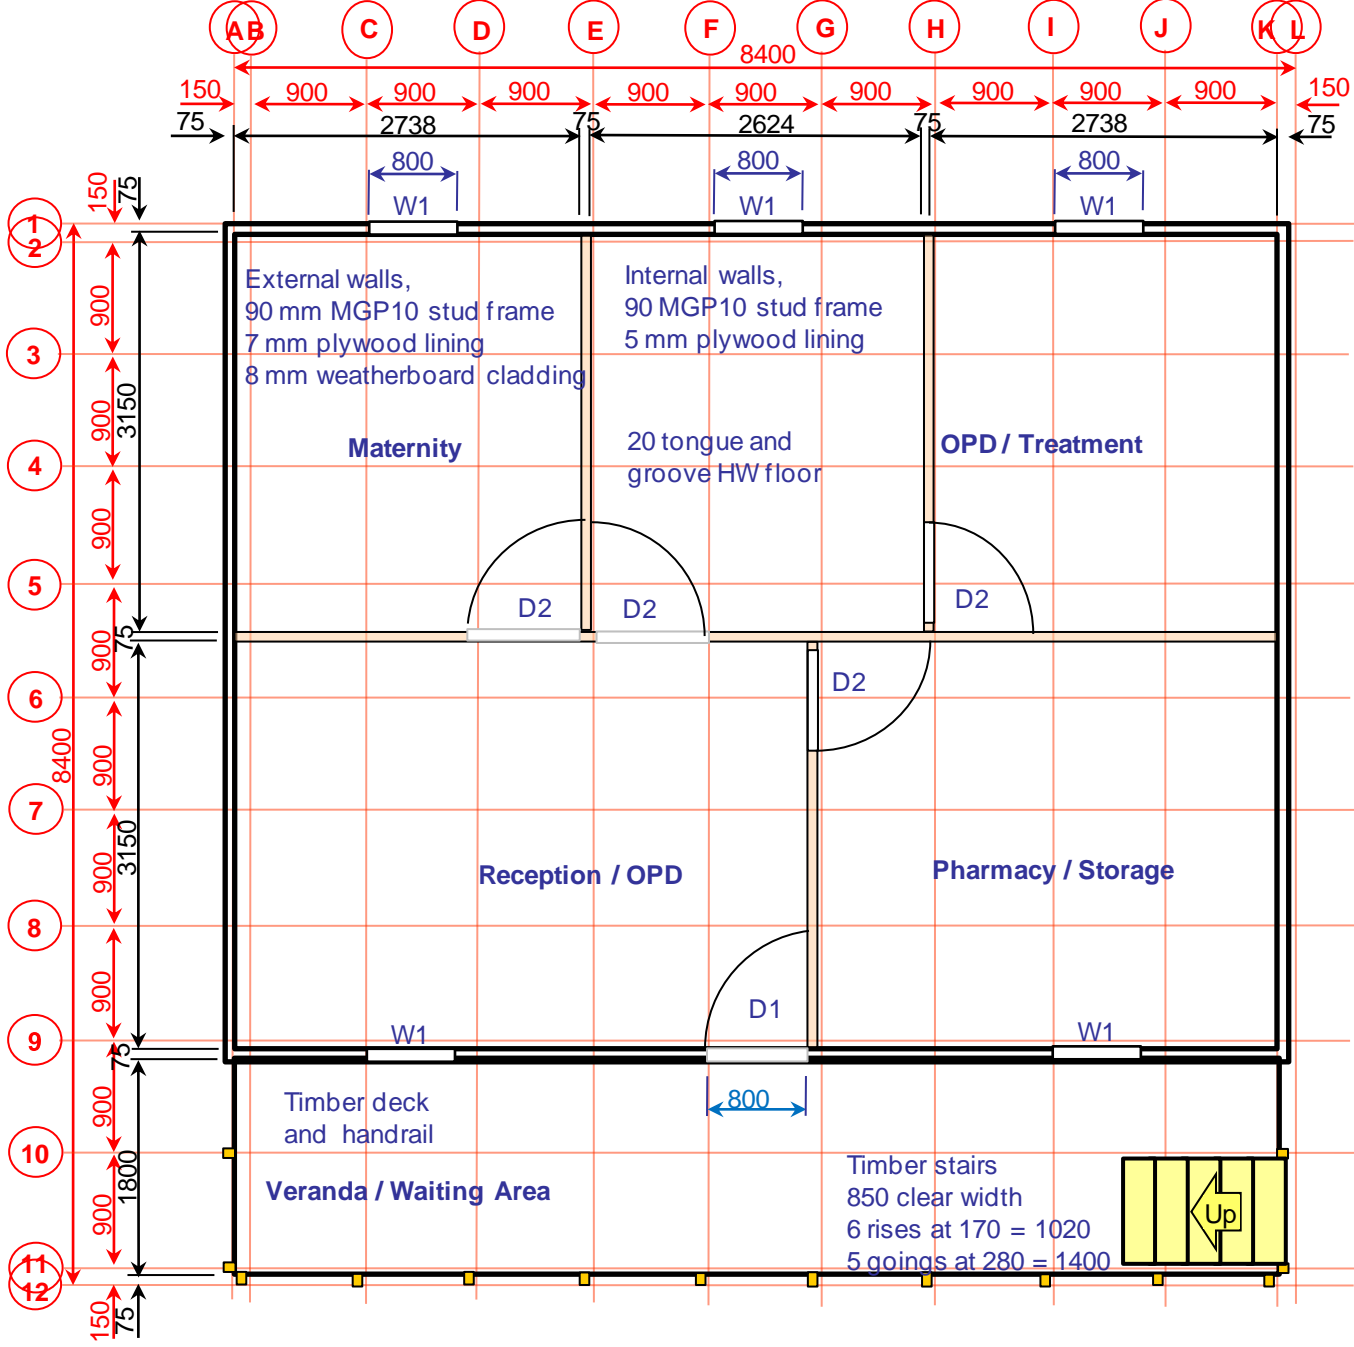 A B C D E F G H I J K L
8400
150 900 900 900 900 900 900 900 900 900 150
75 2738 75 2624 75 2738 75
800 800 800
W1 W1 W1
150 75
1
2
External walls,
90 mm MGP10 stud frame
7 mm plywood lining
8 mm weatherboard cladding
Internal walls,
90 MGP10 stud frame
5 mm plywood lining
900
3
3150
900
Maternity
20 tongue and
groove HW floor
OPD / Treatment
4
900
5
D2 D2 D2
75
900
D2
6
8400
900
7
3150
900
Reception / OPD
Pharmacy / Storage
8
900
D1
9
W1 W1
75
900
800
Timber deck
and handrail
10
1800
900
Veranda / Waiting Area
Timber stairs
850 clear width
6 rises at 170 = 1020
5 goings at 280 = 1400
Up
11
12
150 75